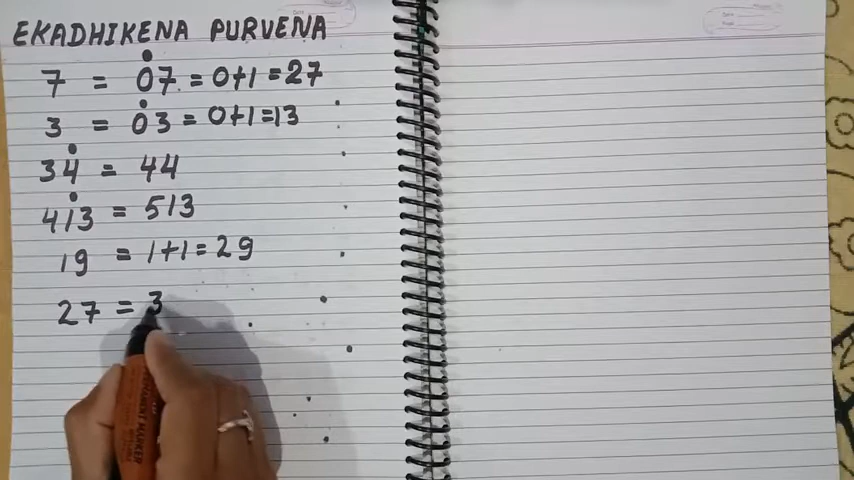 EKADHIKENA PURVENA
7 = 07. = 0+1 = 27
3 = 03 = 0+1 = 13
34 = 44
413 = 513
19 = 1+1 = 29
27 = 3